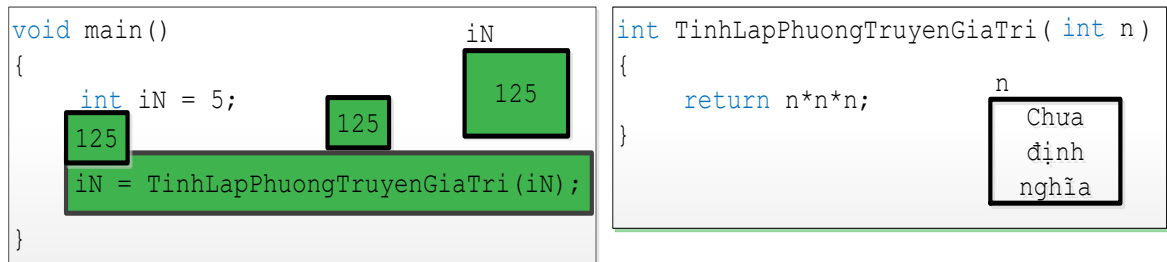 void main()
iN
{
125
int iN = 5;
125
125
iN = TinhLapPhuongTruyenGiaTri(iN);
}
int TinhLapPhuongTruyenGiaTri( int n )
{
n
return n*n*n;
Chưa
định
nghĩa
}